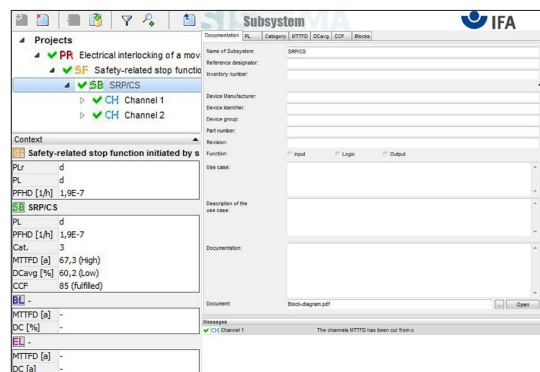 Subsystem
IFA
Projects
PR Electrical interlocking of a mov
SF Safety-related stop functio
SB SRP/CS
CH Channel 1
CH Channel 2
Context
SF Safety-related stop function initiated by s
PLr d
PL d
PFHD [1/h] 1,9E-7
SB SRP/CS
PL d
PFHD [1/h] 1,9E-7
Cat. 3
MTTFD [a] 67,3 (High)
DCavg [%] 60,2 (Low)
CCF 85 (fulfilled)
BL -
MTTFD [a] -
DC [%] -
EL -
MTTFD [a] -
DC [a] -
Documentation PL Category MTTFD DCavg CCF Blocks
Name of Subsystem: SRP/CS
Reference designator:
Inventory number:
Device Manufacturer:
Device identifier:
Device group:
Part number:
Revision:
Function: Input Logic Output
Use case:
Description of the
use case:
Documentation:
Document: Block-diagram.pdf ... Open
Messages
CH Channel 1 The channels MTTFD has been cut from o